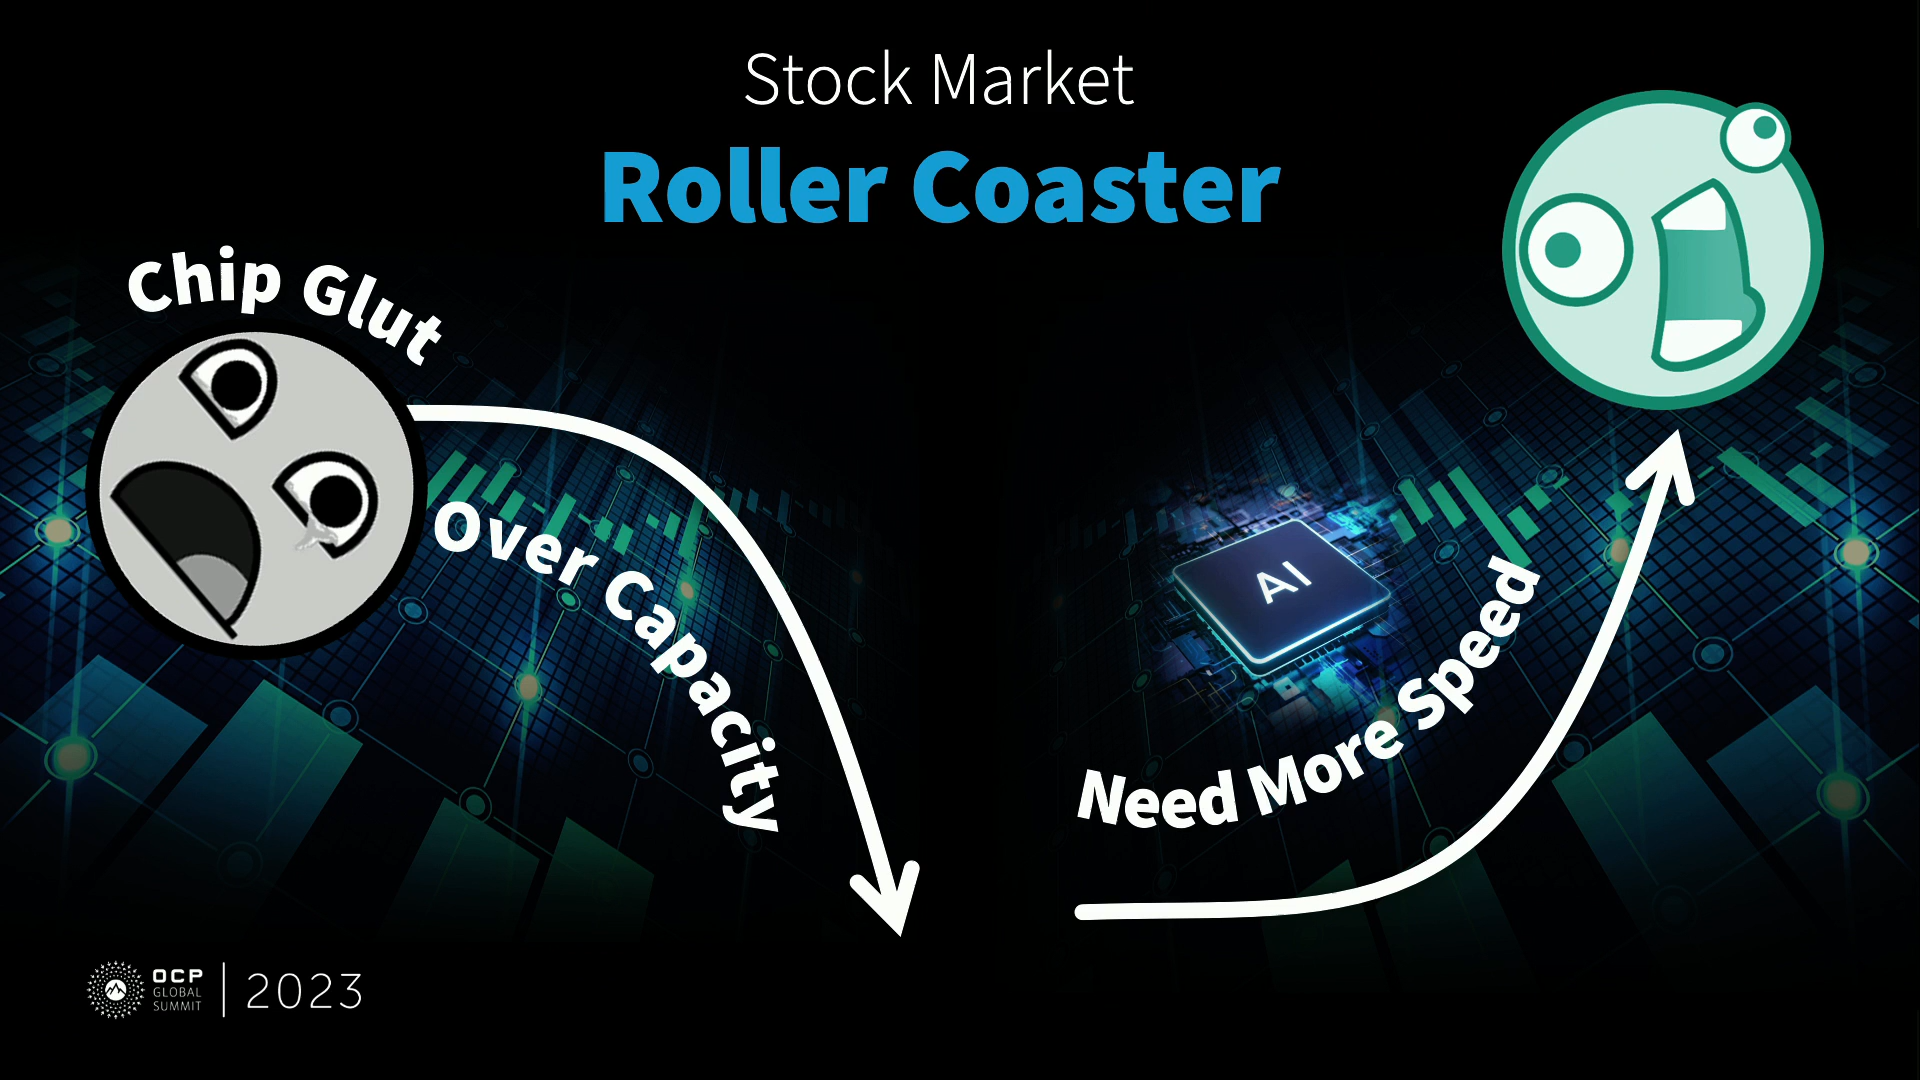 Stock Market
Roller Coaster
Chip Glut
Over Capacity
AI
Need More Speed
OCP
GLOBAL
SUMMIT
2023